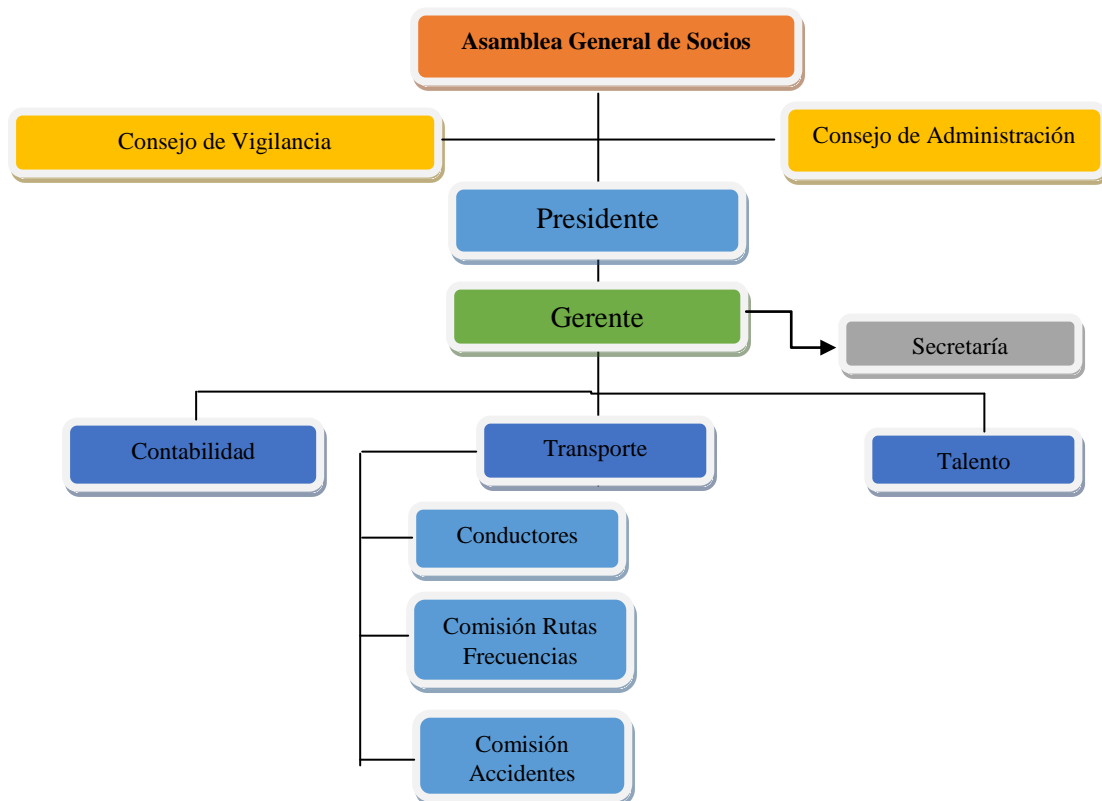 Asamblea General de Socios
Consejo de Vigilancia
Consejo de Administración
Presidente
Gerente
Secretaría
Contabilidad
Transporte
Talento
Conductores
Comisión Rutas
Frecuencias
Comisión
Accidentes